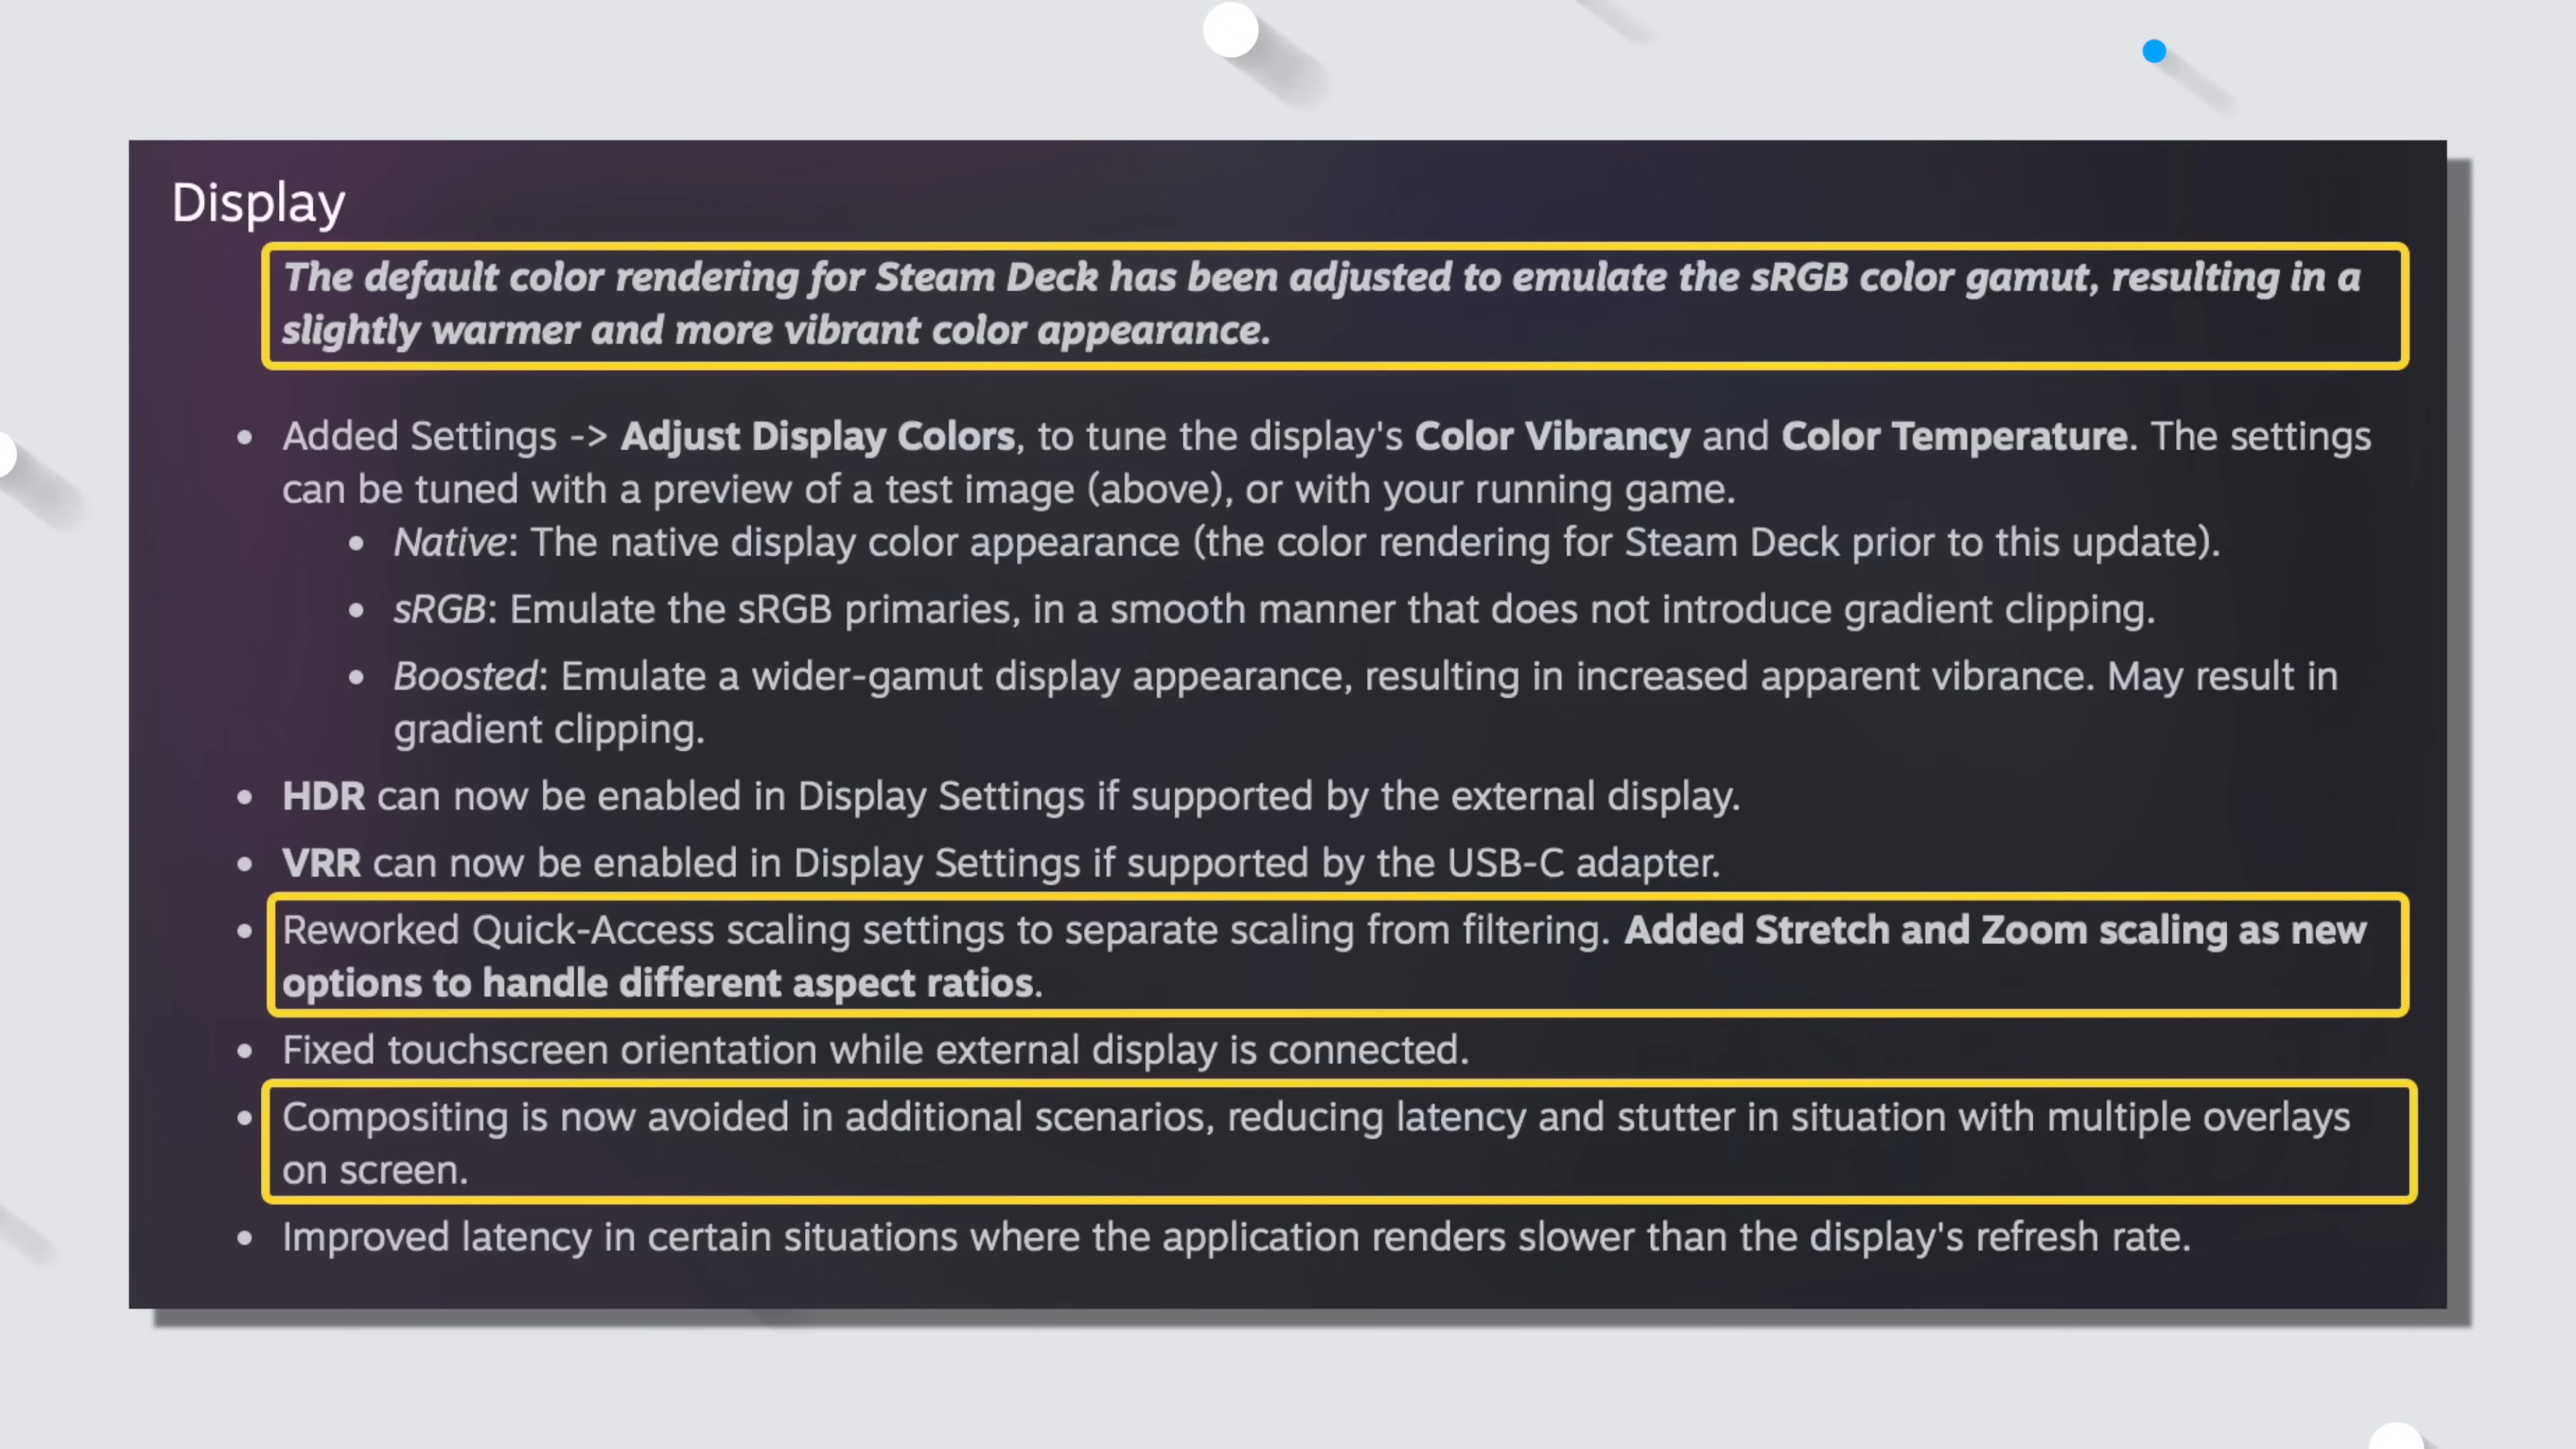 Display
The default color rendering for Steam Deck has been adjusted to emulate the sRGB color gamut, resulting in a
slightly warmer and more vibrant color appearance.
• Added Settings -> Adjust Display Colors, to tune the display's Color Vibrancy and Color Temperature. The settings
can be tuned with a preview of a test image (above), or with your running game.
• Native: The native display color appearance (the color rendering for Steam Deck prior to this update).
• sRGB: Emulate the sRGB primaries, in a smooth manner that does not introduce gradient clipping.
• Boosted: Emulate a wider-gamut display appearance, resulting in increased apparent vibrance. May result in
gradient clipping.
• HDR can now be enabled in Display Settings if supported by the external display.
• VRR can now be enabled in Display Settings if supported by the USB-C adapter.
• Reworked Quick-Access scaling settings to separate scaling from filtering. Added Stretch and Zoom scaling as new
options to handle different aspect ratios.
• Fixed touchscreen orientation while external display is connected.
• Compositing is now avoided in additional scenarios, reducing latency and stutter in situation with multiple overlays
on screen.
• Improved latency in certain situations where the application renders slower than the display's refresh rate.